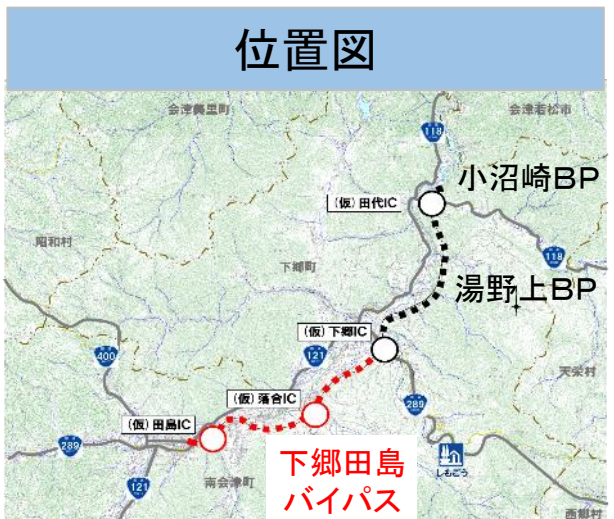 位置図
会津美里町
会津若松市
118
小沼崎BP
(仮)田代IC
昭和村
118
下郷町
湯野上BP
(仮)下郷IC
121
400
天栄村
(仮)落合IC
289
(仮)田島IC
289
下郷田島
バイパス
しもごう
南会津町
121
西郷村